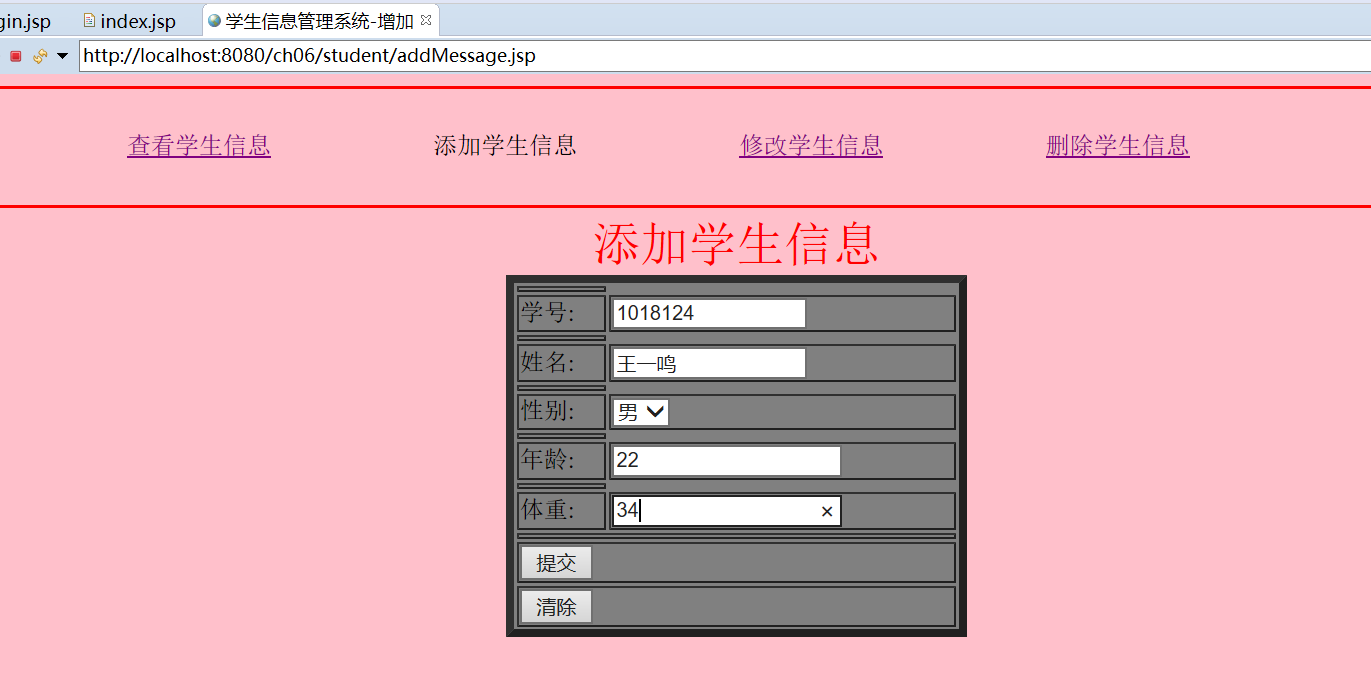 gin.jsp index.jsp 学生信息管理系统-增加
http://localhost:8080/ch06/student/addMessage.jsp
查看学生信息 添加学生信息 修改学生信息 删除学生信息
添加学生信息
学号: 1018124
姓名: 王一鸣
性别: 男
年龄: 22
体重: 34 ×
提交
清除